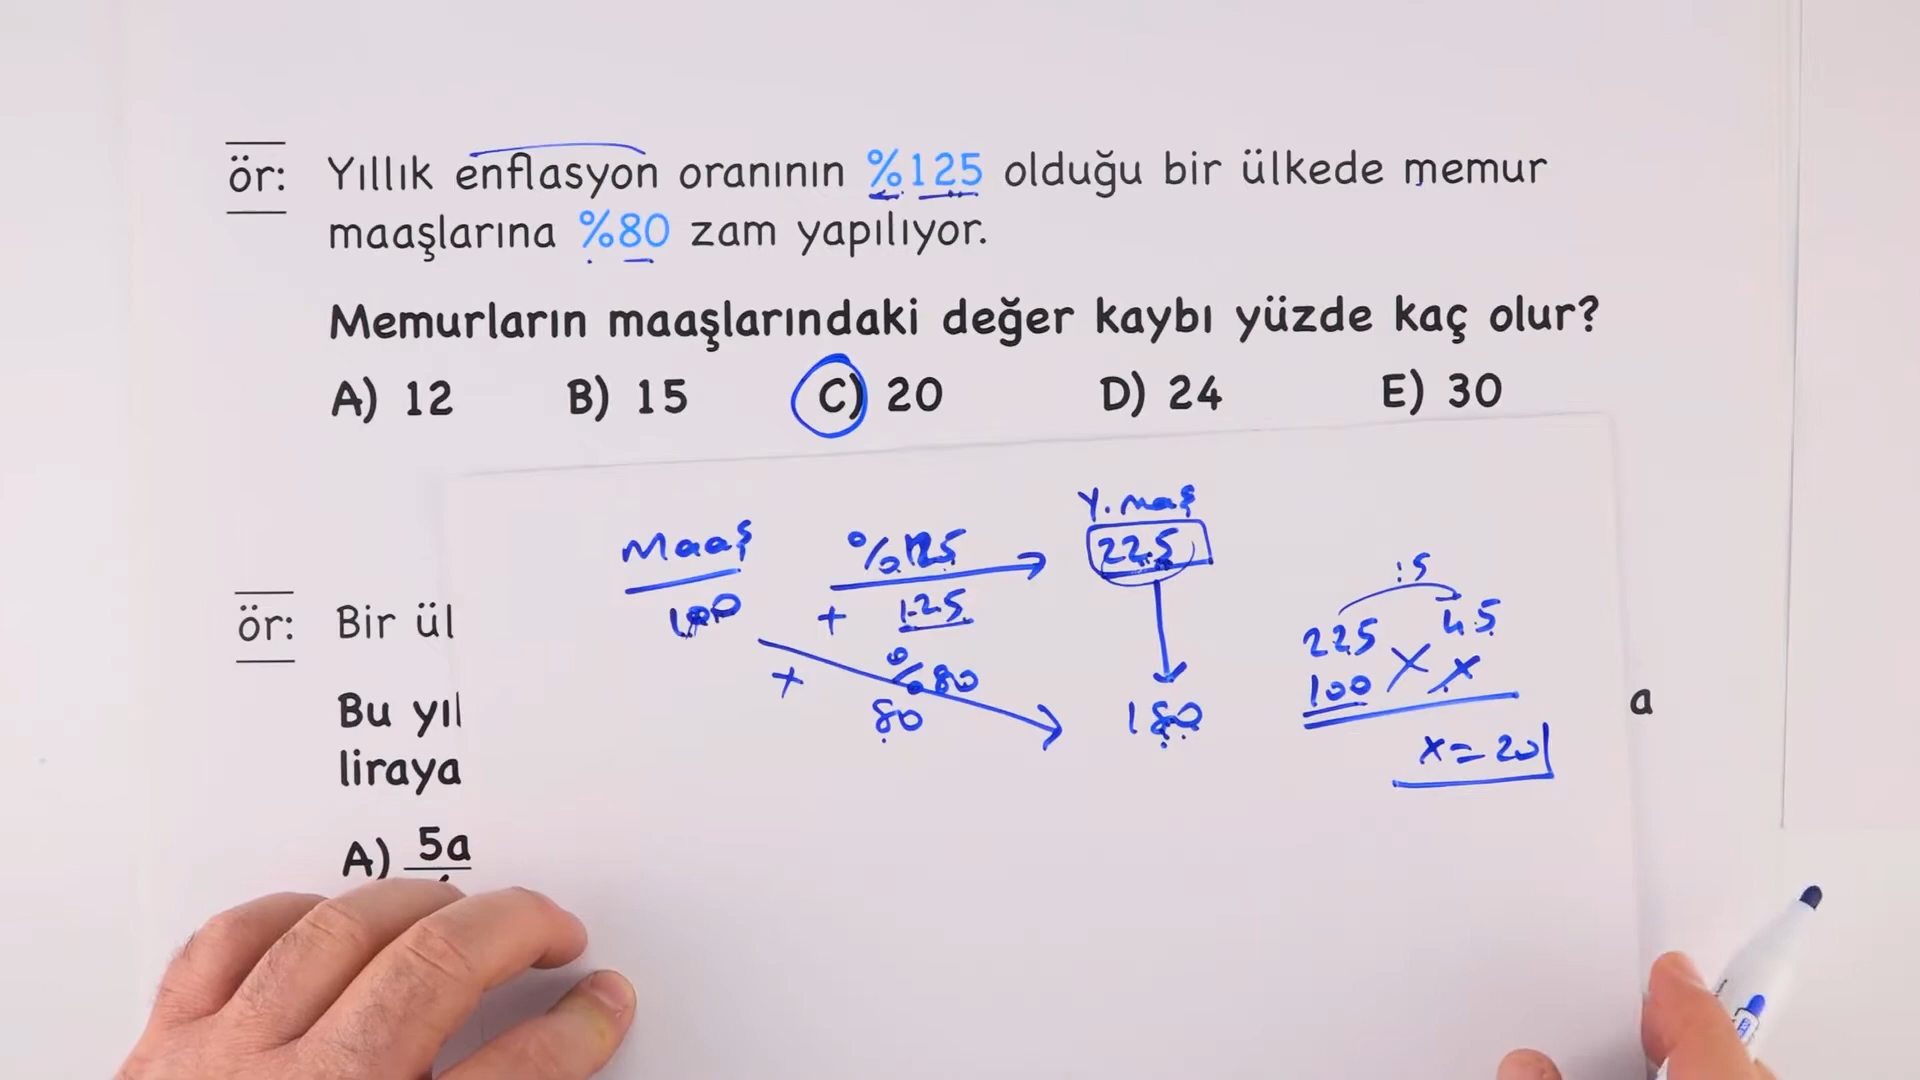 ör: Yıllık enflasyon oranının %125 olduğu bir ülkede memur
maaşlarına %80 zam yapılıyor.
Memurların maaşlarındaki değer kaybı yüzde kaç olur?
A) 12 B) 15 C) 20 D) 24 E) 30
Maaş %125 Y. maaş
100 + 125 225
+ %80
80 180
:5
225 45
100 x
x = 20
ör: Bir ül
Bu yıl a
liraya
A) 5a